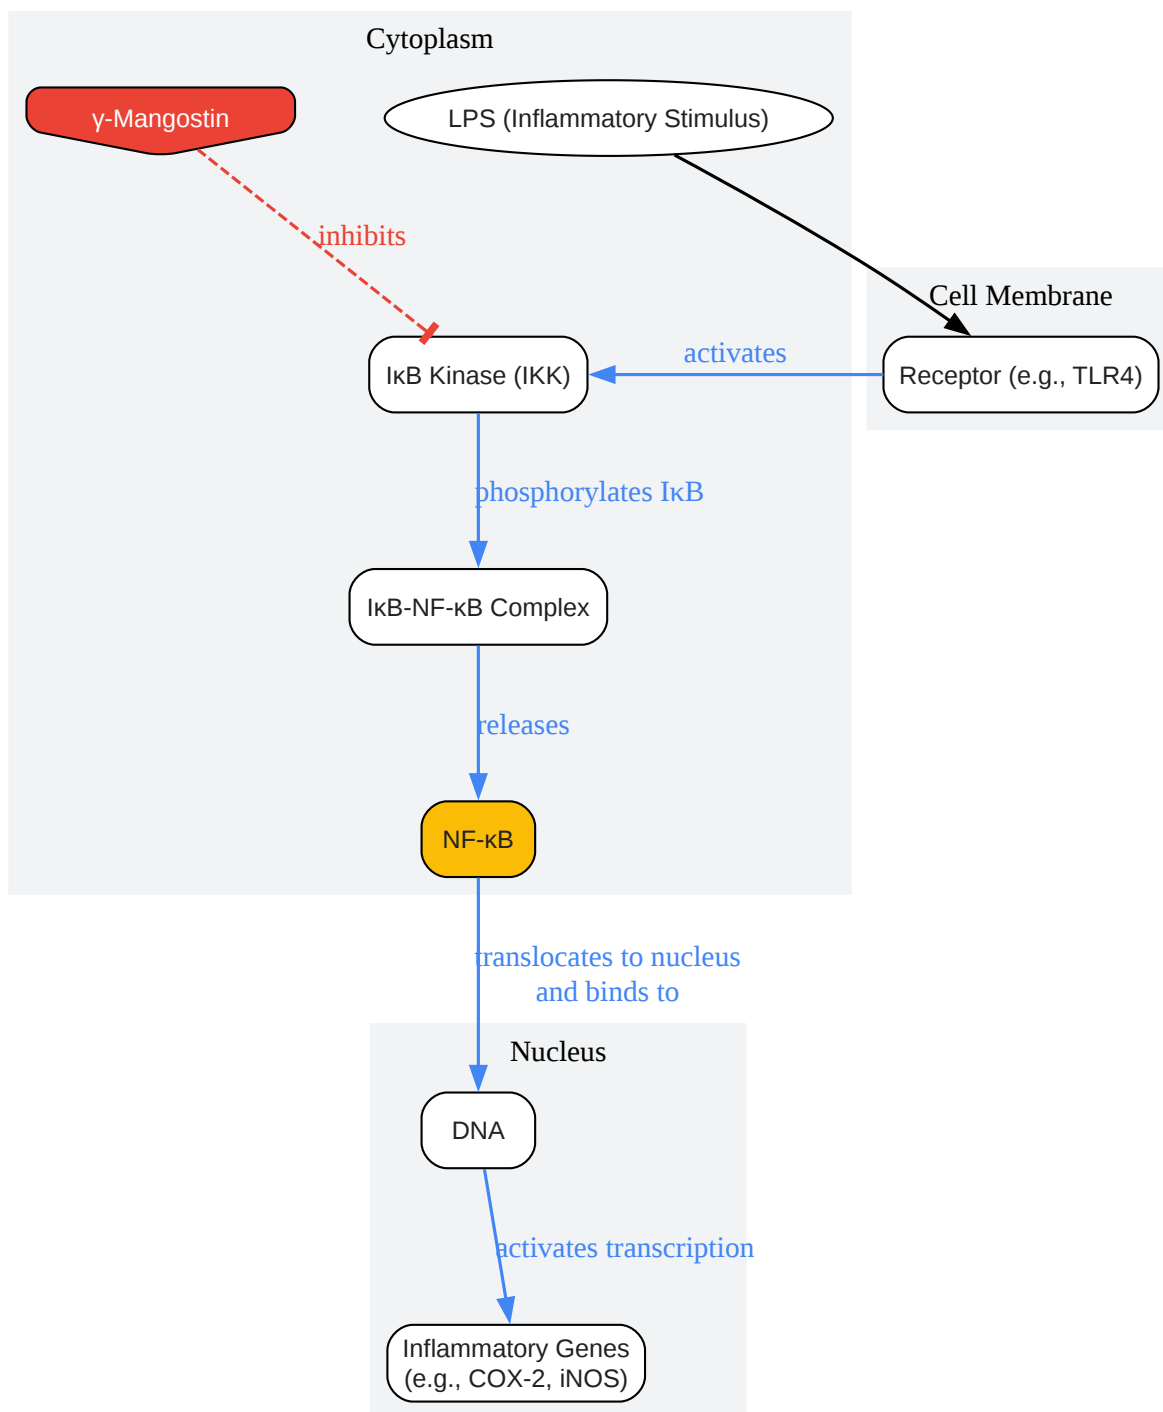 Cytoplasm
γ-Mangostin
LPS (Inflammatory Stimulus)
inhibits
Cell Membrane
activates
IκB Kinase (IKK)
Receptor (e.g., TLR4)
phosphorylates IκB
IκB-NF-κB Complex
releases
NF-κB
translocates to nucleus
and binds to
Nucleus
DNA
activates transcription
Inflammatory Genes
(e.g., COX-2, iNOS)